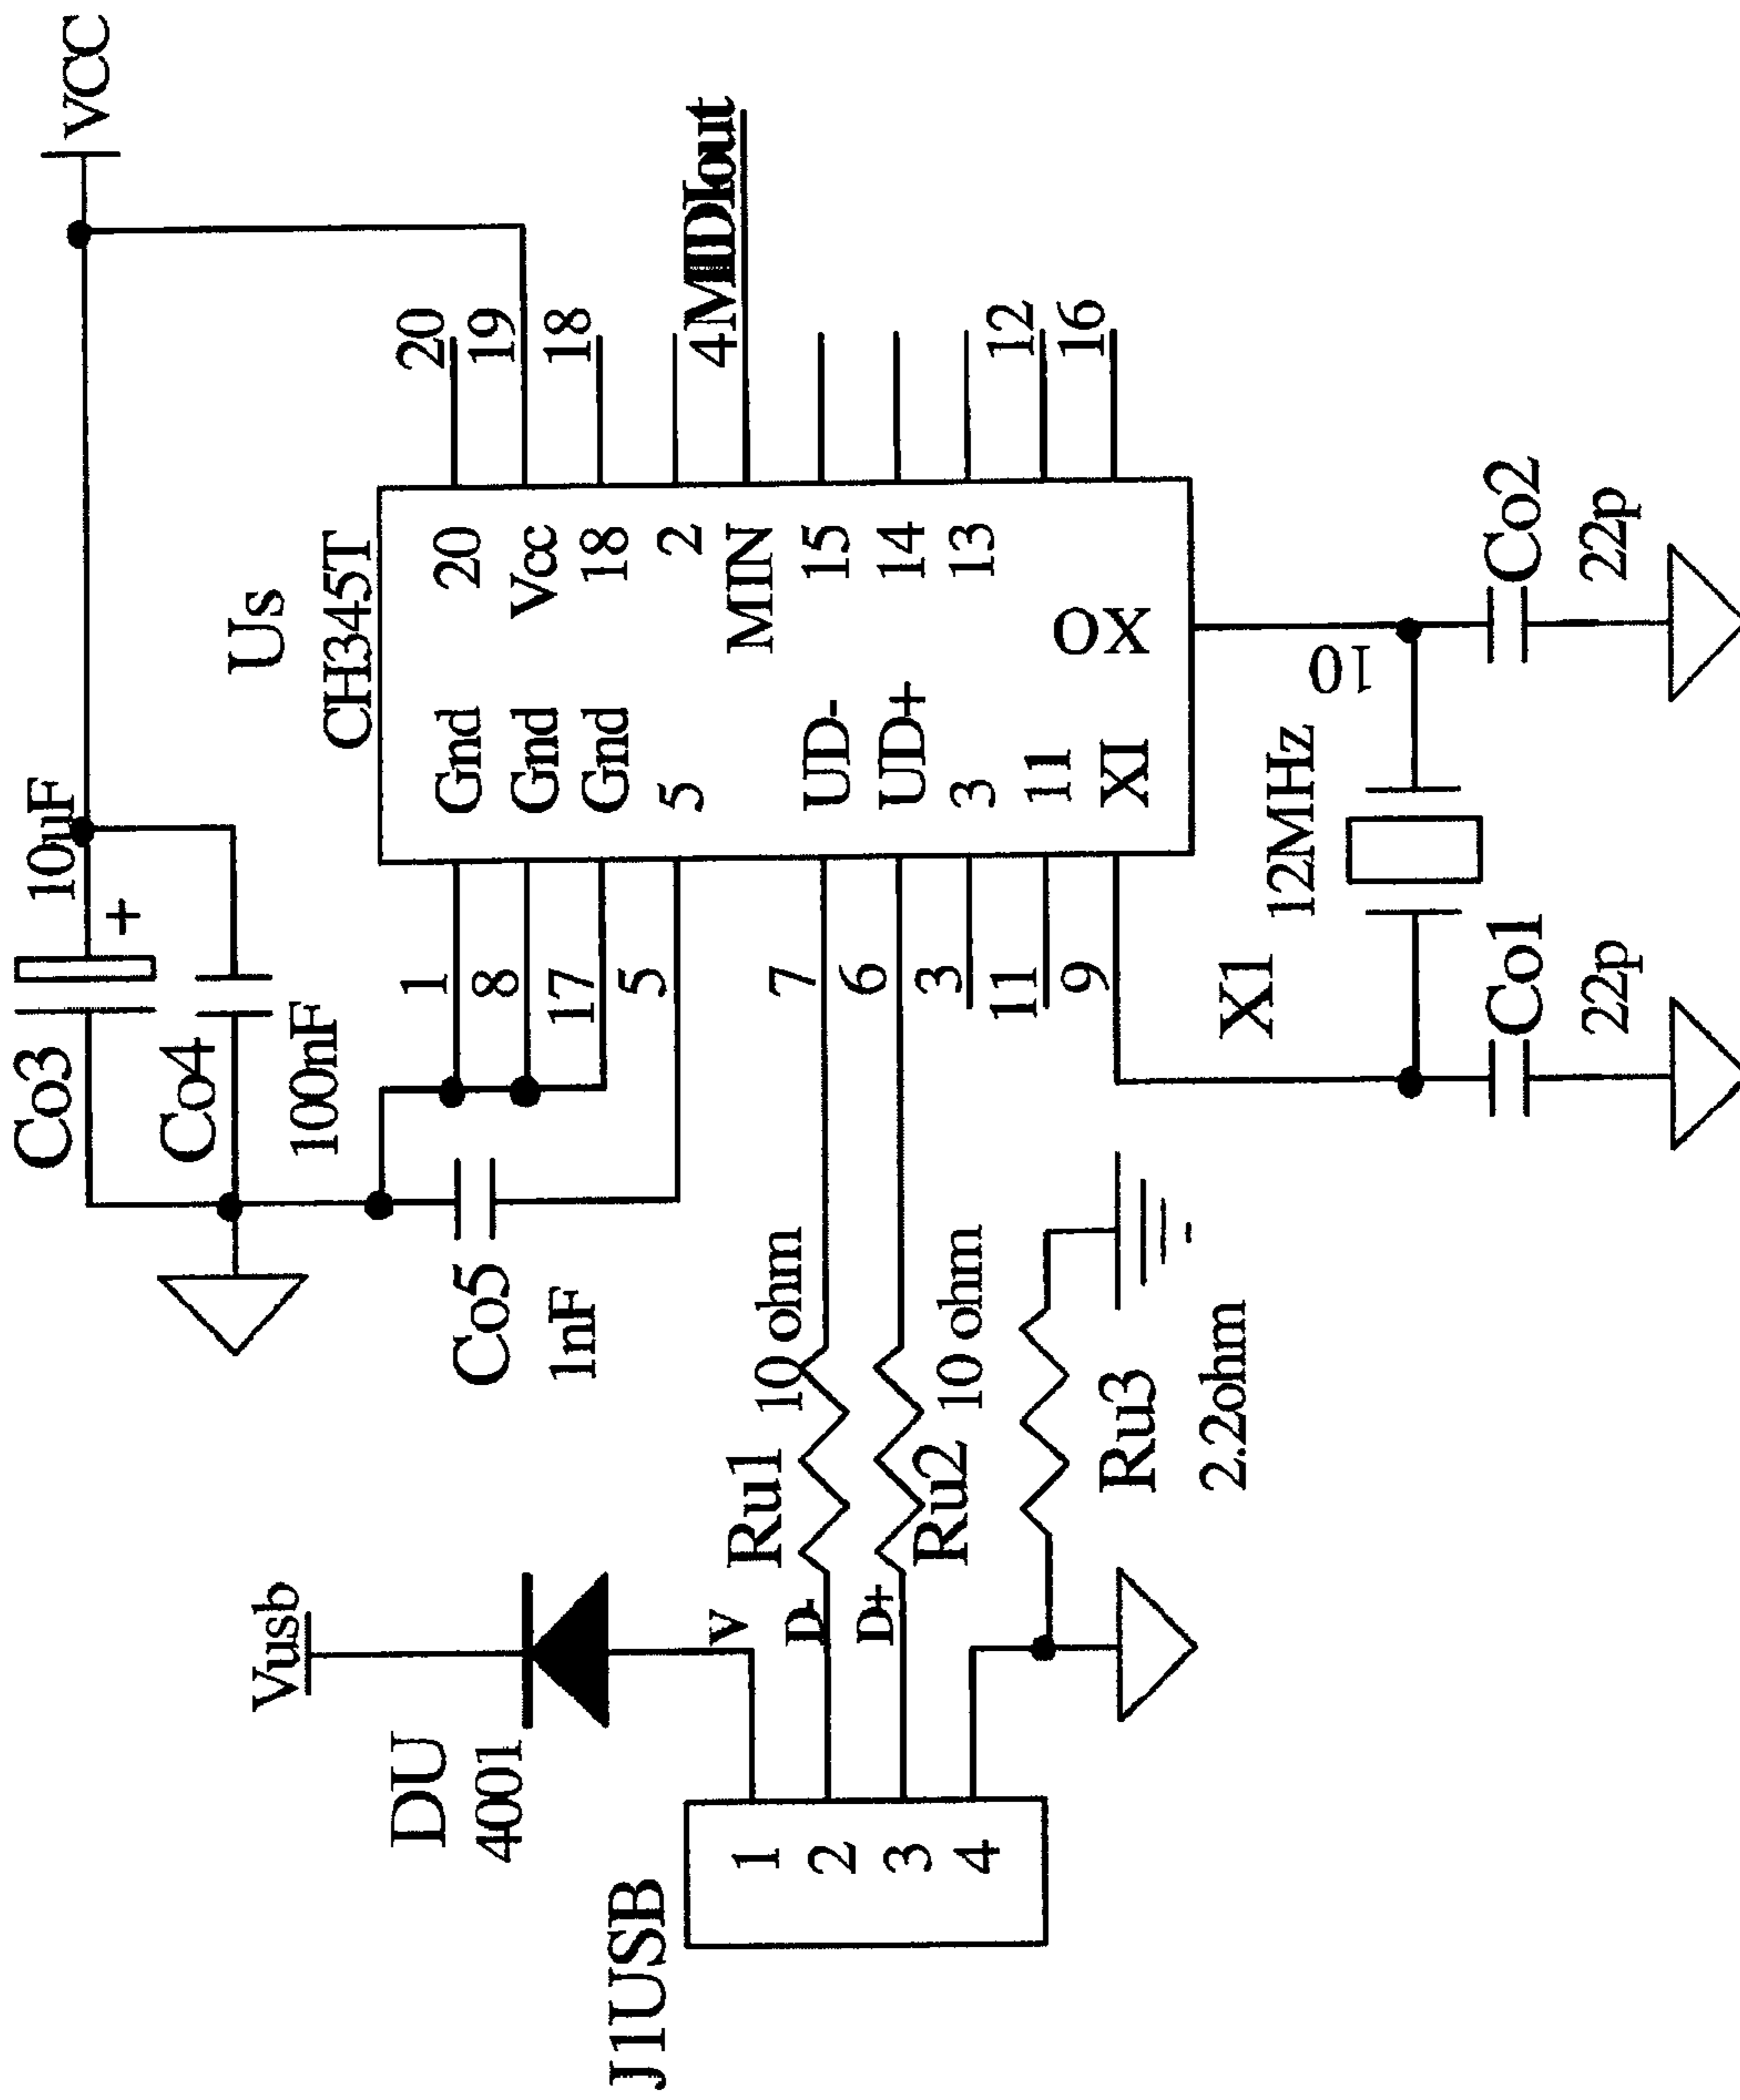 VCC
10uF
+
Co3
Co4
100nF
Us
CH345T
Gnd
Gnd
Gnd
5
UD-
UD+
3
11
XI
XO
20
Vcc
18
2
MIN
15
14
13
20
19
18
4
MIDIout
12
16
1
8
17
5
7
6
3
11
9
10
Co5
1nF
Vusb
DU
4001
V
D-
D+
Ru1
10 ohm
Ru2
10 ohm
Ru3
2.2ohm
J1USB
1
2
3
4
X1
12MHz
Co1
22p
Co2
22p